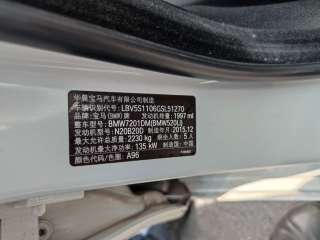 华晨宝马汽车有限公司制造
车辆识别代号: LBV5S1106GSL51270
品牌: 宝马(BMW)牌 发动机排量: 1997 ml
整车型号: BMW7201DM(BMW520Li)
发动机型号: N20B20D 制造年月: 2015.12
最大允许总质量: 2230 kg 乘坐人数: 5 人
发动机最大净功率: 135 kW 制造国: 中国
颜色代号/色彩: A96